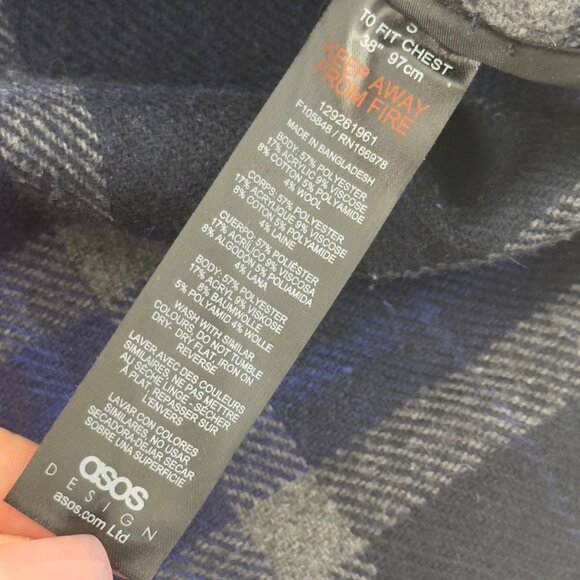 S
TO FIT CHEST
38" 97cm
KEEP AWAY
FROM FIRE
129261961
F105848 / RN166978
MADE IN BANGLADESH
BODY: 57% POLYESTER
17% ACRYLIC 9% VISCOSE
8% COTON 5% POLYAMIDE
4% WOOL
CORPS: 57% POLYESTER
17% ACRYLIQUE 9% VISCOSE
8% COTON 5% POLYAMIDE
4% LAINE
CUERPO: 57% POLIÉSTER
17% ACRÍLICO 9% VISCOSA
8% ALGODÓN 5% POLIAMIDA
4% LANA
BODY: 57% POLYESTER
17% ACRYL 9% VISKOSE
8% BAUMWOLLE
5% POLYAMID 4% WOLLE
WASH WITH SIMILAR
COLOURS, DO NOT TUMBLE
DRY. DRY FLAT, IRON ON
REVERSE
LAVER AVEC DES COULEURS
SIMILAIRES, NE PAS METTRE
AU SÈCHE LINGE - SÉCHER
À PLAT, REPASSER SUR
L'ENVERS
LAVAR CON COLORES
SIMILARES, NO USAR
SECADORA-DEJAR SECAR
SOBRE UNA SUPERFICIE
asos
DESIGN
asos.com Ltd